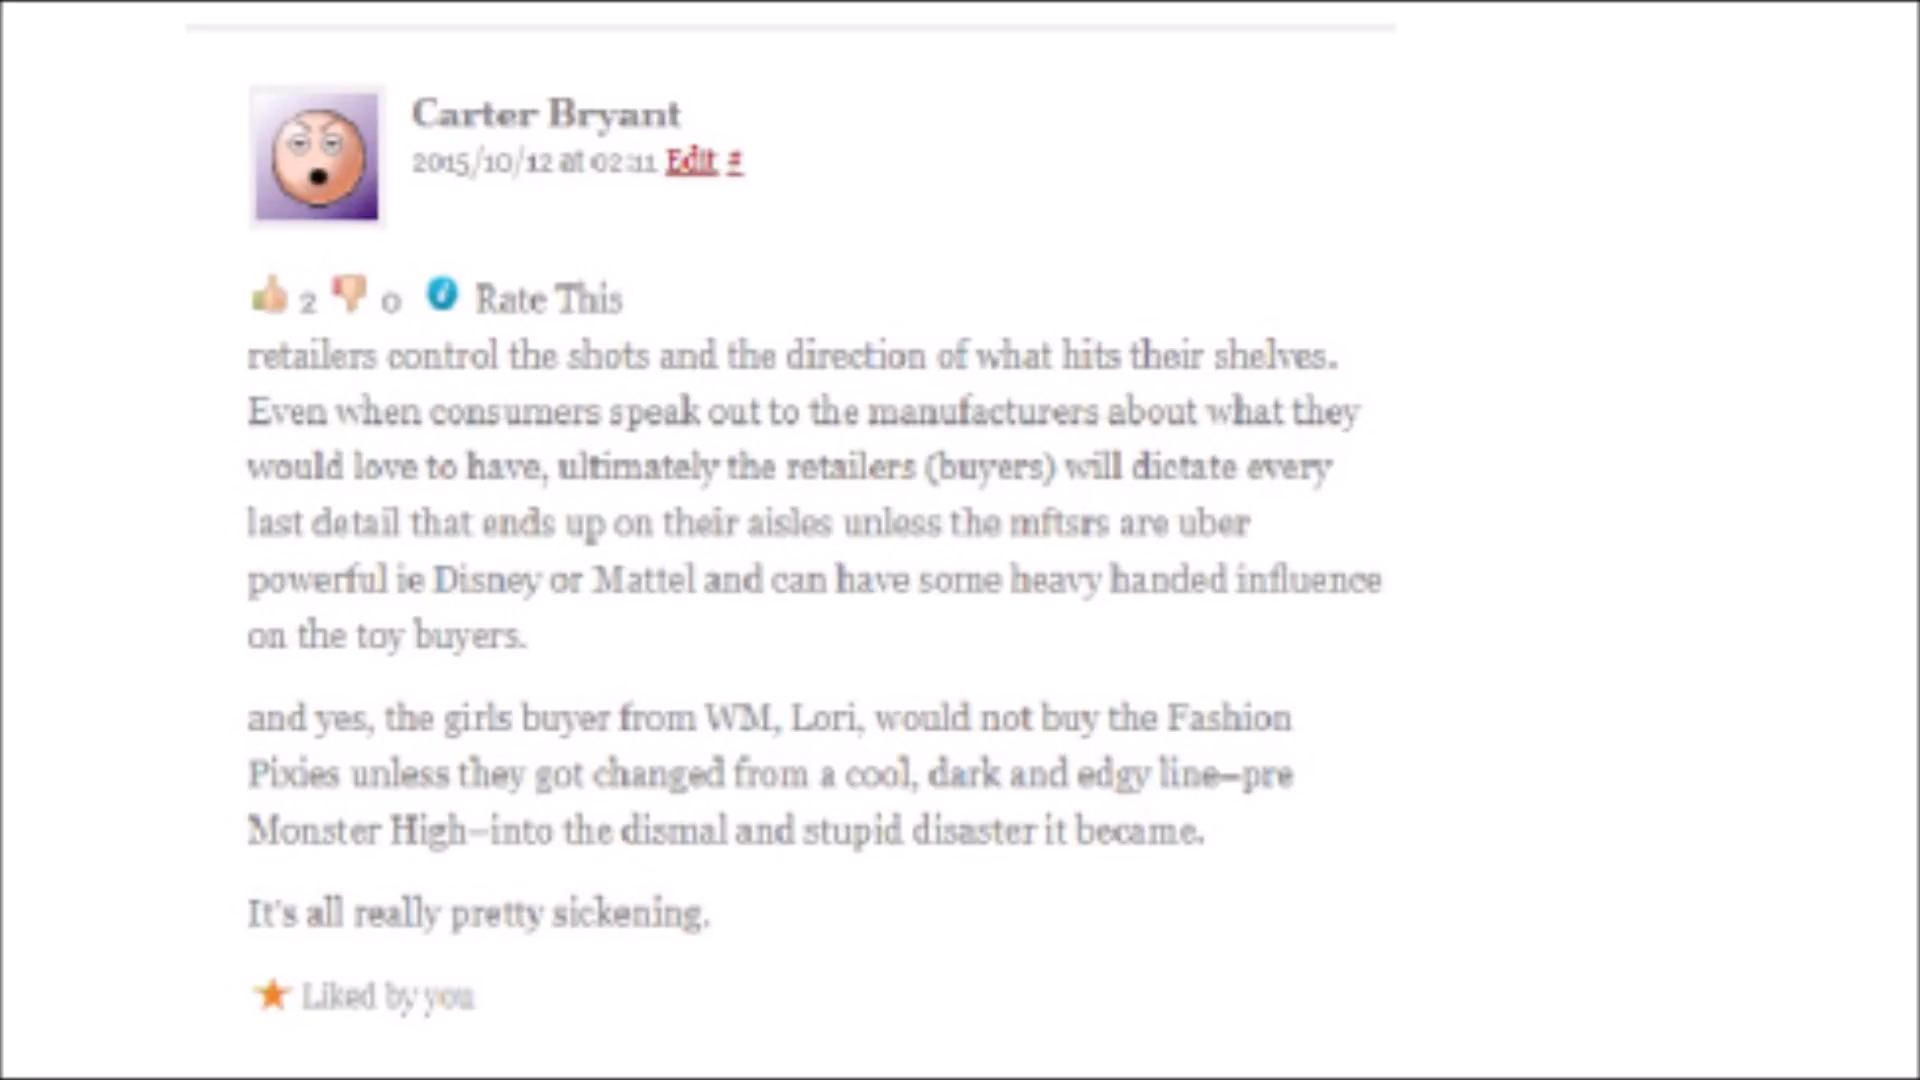 Carter Bryant
2015/10/12 at 02:11 Edit #
2 0 Rate This
retailers control the shots and the direction of what hits their shelves.
Even when consumers speak out to the manufacturers about what they
would love to have, ultimately the retailers (buyers) will dictate every
last detail that ends up on their aisles unless the mftsrs are uber
powerful ie Disney or Mattel and can have some heavy handed influence
on the toy buyers.
and yes, the girls buyer from WM, Lori, would not buy the Fashion
Pixies unless they got changed from a cool, dark and edgy line–pre
Monster High–into the dismal and stupid disaster it became.
It's all really pretty sickening.
Liked by you